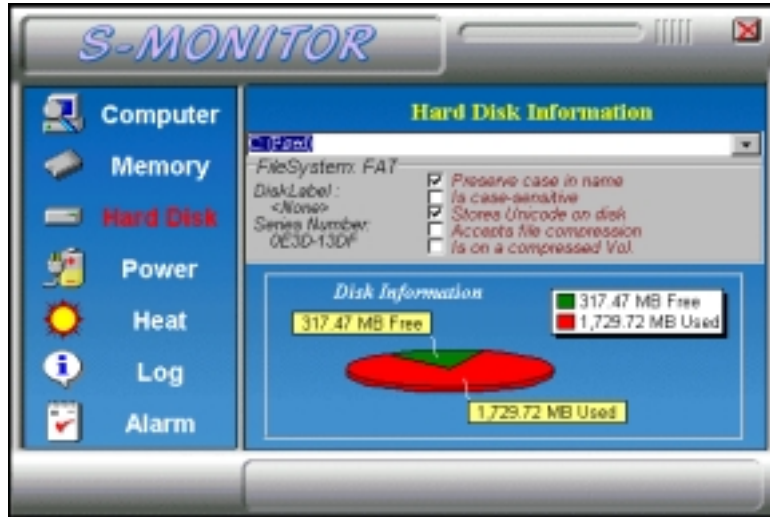 S-MONITOR
Computer
Memory
Hard Disk
Power
Heat
Log
Alarm
Hard Disk Information
C: (Fixed)
FileSystem: FAT
DiskLabel :
<None>
Series Number:
0E3D-13DF
Preserve case in name
Is case-sensitive
Stores Unicode on disk
Accepts file compression
Is on a compressed Vol.
Disk Information
317.47 MB Free
1,729.72 MB Used
317.47 MB Free
1,729.72 MB Used